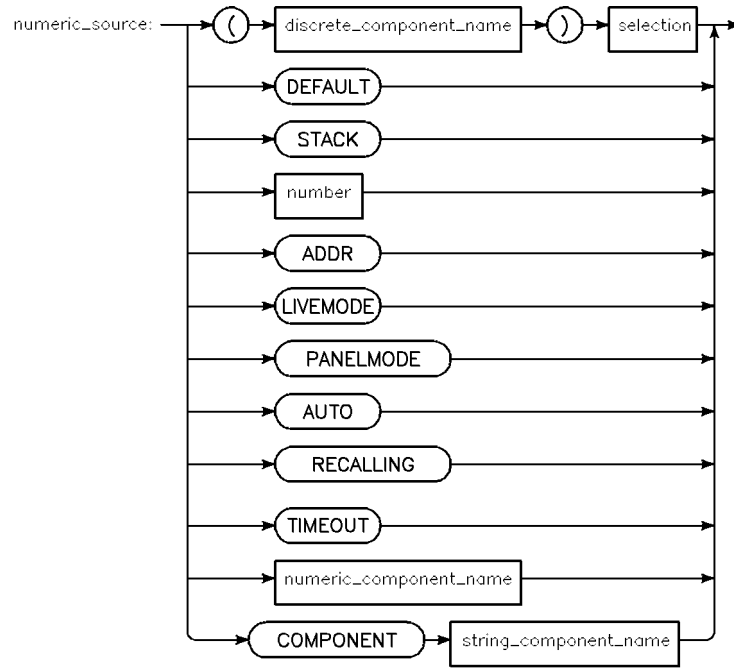 numeric_source: ( discrete_component_name ) selection
DEFAULT
STACK
number
ADDR
LIVEMODE
PANELMODE
AUTO
RECALLING
TIMEOUT
numeric_component_name
COMPONENT string_component_name